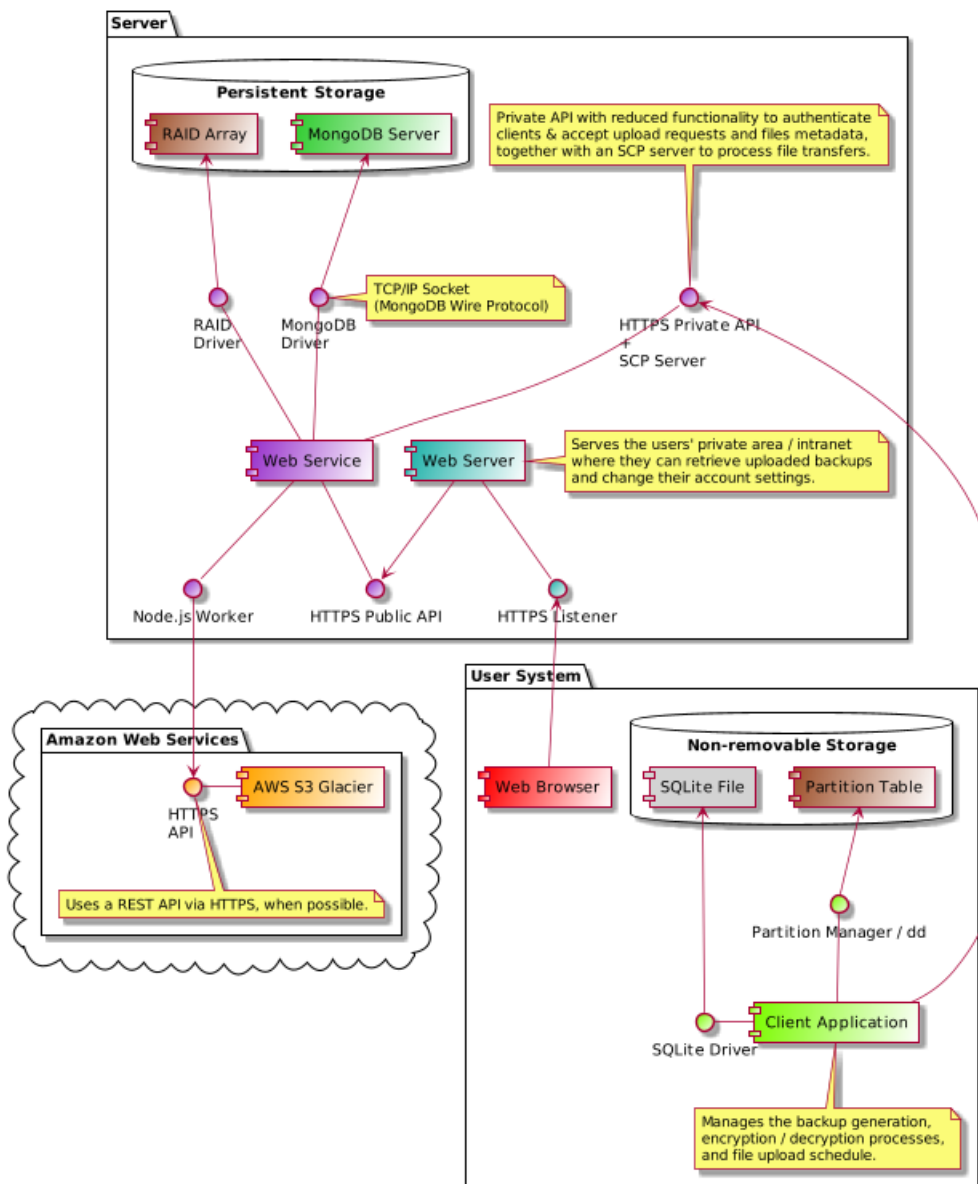 Server
Persistent Storage
RAID Array
MongoDB Server
Private API with reduced functionality to authenticate
clients & accept upload requests and files metadata,
together with an SCP server to process file transfers.
TCP/IP Socket
(MongoDB Wire Protocol)
RAID
Driver
MongoDB
Driver
HTTPS Private API
+
SCP Server
Web Service
Web Server
Serves the users' private area / intranet
where they can retrieve uploaded backups
and change their account settings.
Node.js Worker
HTTPS Public API
HTTPS Listener
User System
Amazon Web Services
Non-removable Storage
AWS S3 Glacier
Web Browser
SQLite File
Partition Table
HTTPS
API
Uses a REST API via HTTPS, when possible.
Partition Manager / dd
Client Application
SQLite Driver
Manages the backup generation,
encryption / decryption processes,
and file upload schedule.